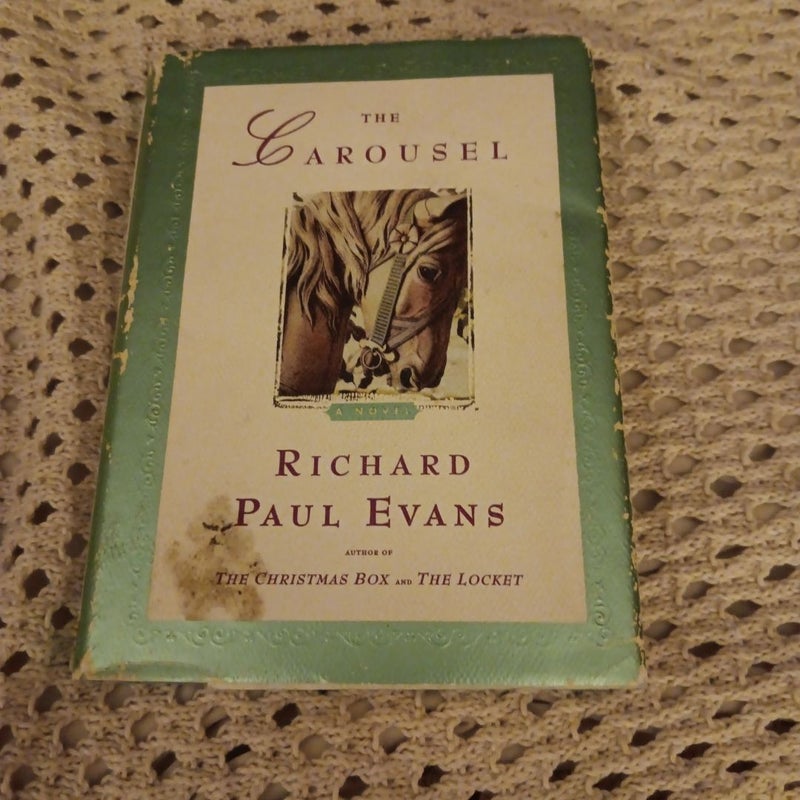 THE
CAROUSEL
A NOVEL
RICHARD
PAUL EVANS
AUTHOR OF
THE CHRISTMAS BOX AND THE LOCKET